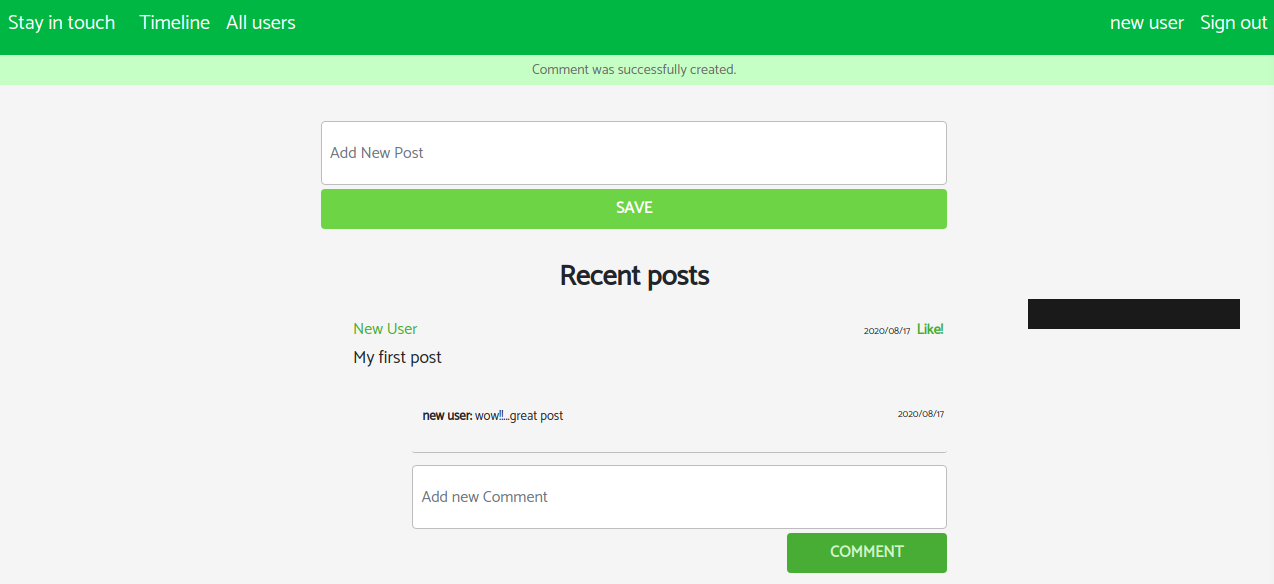 Stay in touch Timeline All users new user Sign out
Comment was successfully created.
Add New Post
SAVE
Recent posts
New User 2020/08/17 Like!
My first post
new user: wow!!...great post 2020/08/17
Add new Comment
COMMENT